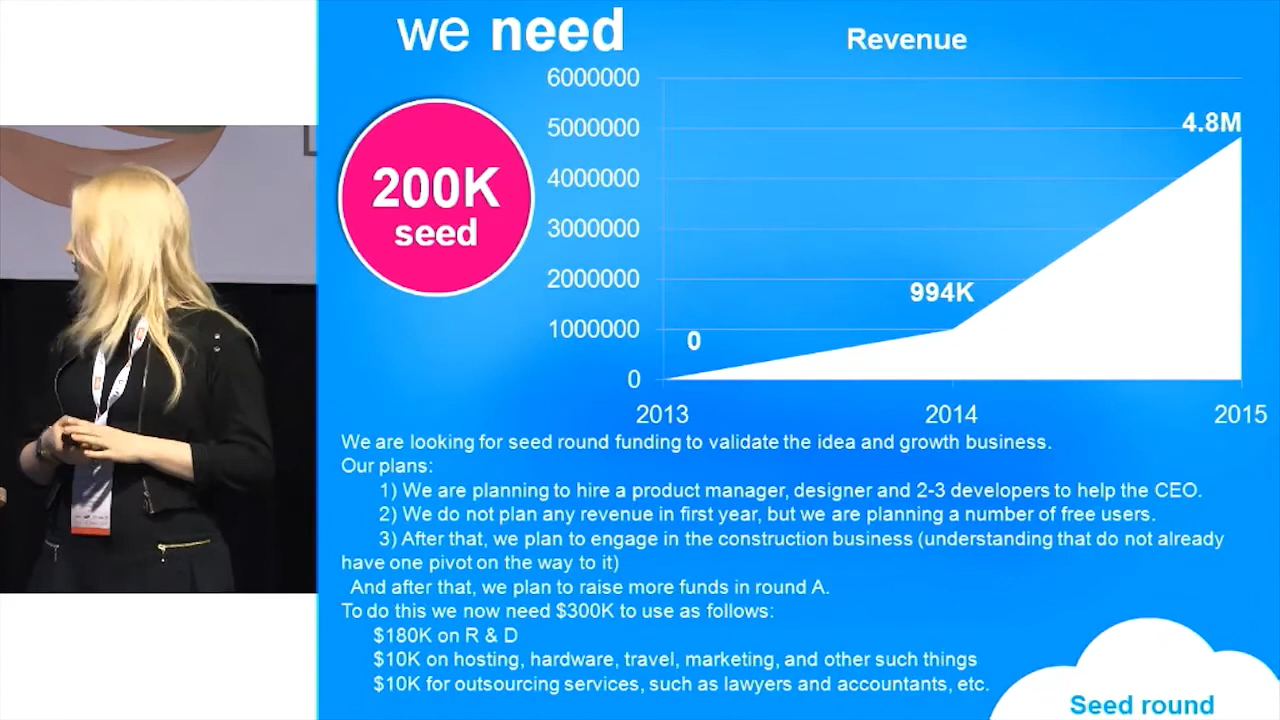 we need
Revenue
200K
seed
6000000
5000000
4000000
3000000
2000000
1000000
0
0
994K
4.8M
2013
2014
2015
We are looking for seed round funding to validate the idea and growth business.
Our plans:
1) We are planning to hire a product manager, designer and 2-3 developers to help the CEO.
2) We do not plan any revenue in first year, but we are planning a number of free users.
3) After that, we plan to engage in the construction business (understanding that do not already
have one pivot on the way to it)
And after that, we plan to raise more funds in round A.
To do this we now need $300K to use as follows:
$180K on R & D
$10K on hosting, hardware, travel, marketing, and other such things
$10K for outsourcing services, such as lawyers and accountants, etc.
Seed round